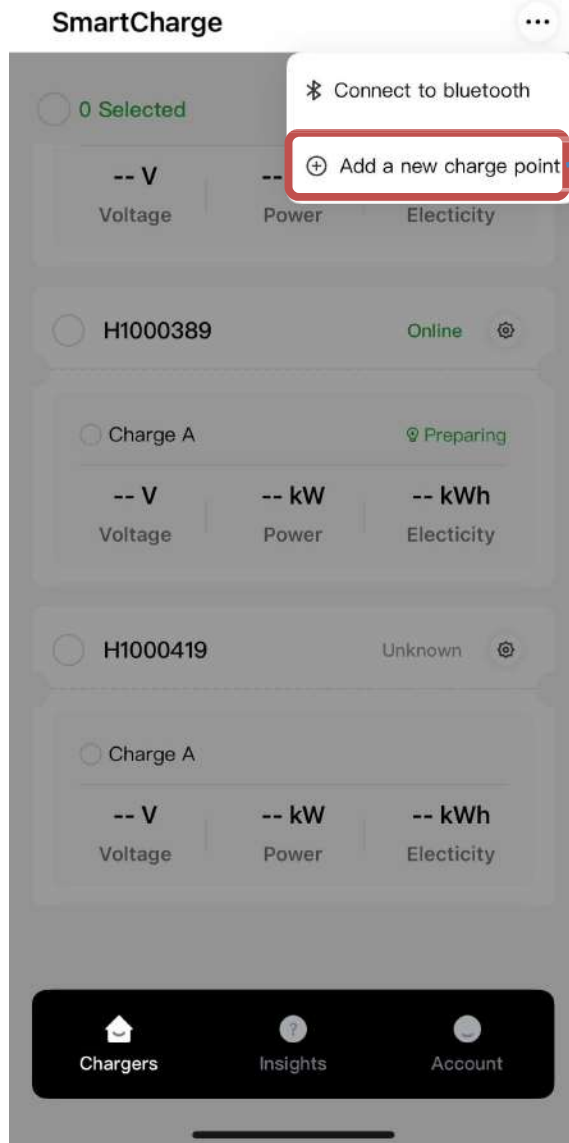 SmartCharge
Connect to bluetooth
0 Selected
Add a new charge point
-- V --
Voltage Power Electicity
H1000389 Online
Charge A Preparing
-- V -- kW -- kWh
Voltage Power Electicity
H1000419 Unknown
Charge A
-- V -- kW -- kWh
Voltage Power Electicity
Chargers Insights Account